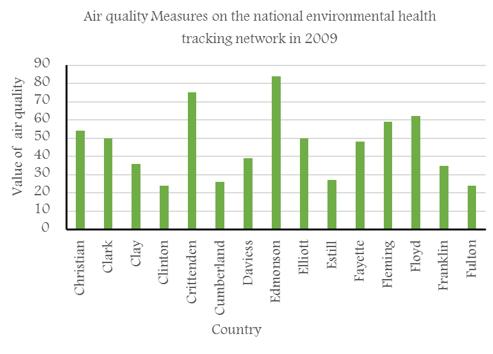 Air quality Measures on the national environmental health
tracking network in 2009
Value of air quality
90
80
70
60
50
40
30
20
10
0
Christian
Clark
Clay
Clinton
Crittenden
Cumberland
Daviess
Edmonson
Elliott
Estill
Fayette
Fleming
Floyd
Franklin
Fulton
Country